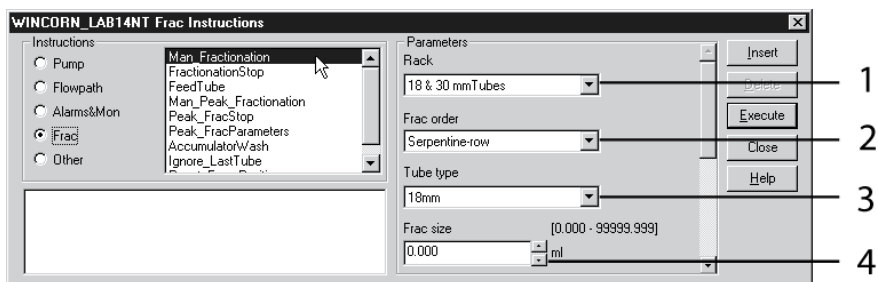 WINCORN_LAB14NT Frac Instructions
Instructions
Pump
Flowpath
Alarms&Mon
Frac
Other
Man_Fractionation
FractionationStop
FeedTube
Man_Peak_Fractionation
Peak_FracStop
Peak_FracParameters
AccumulatorWash
Ignore_LastTube
Parameters
Rack
18 & 30 mmTubes
Frac order
Serpentine-row
Tube type
18mm
Frac size [0.000 - 99999.999]
0.000 ml
Insert
Delete
Execute
Close
Help
1
2
3
4